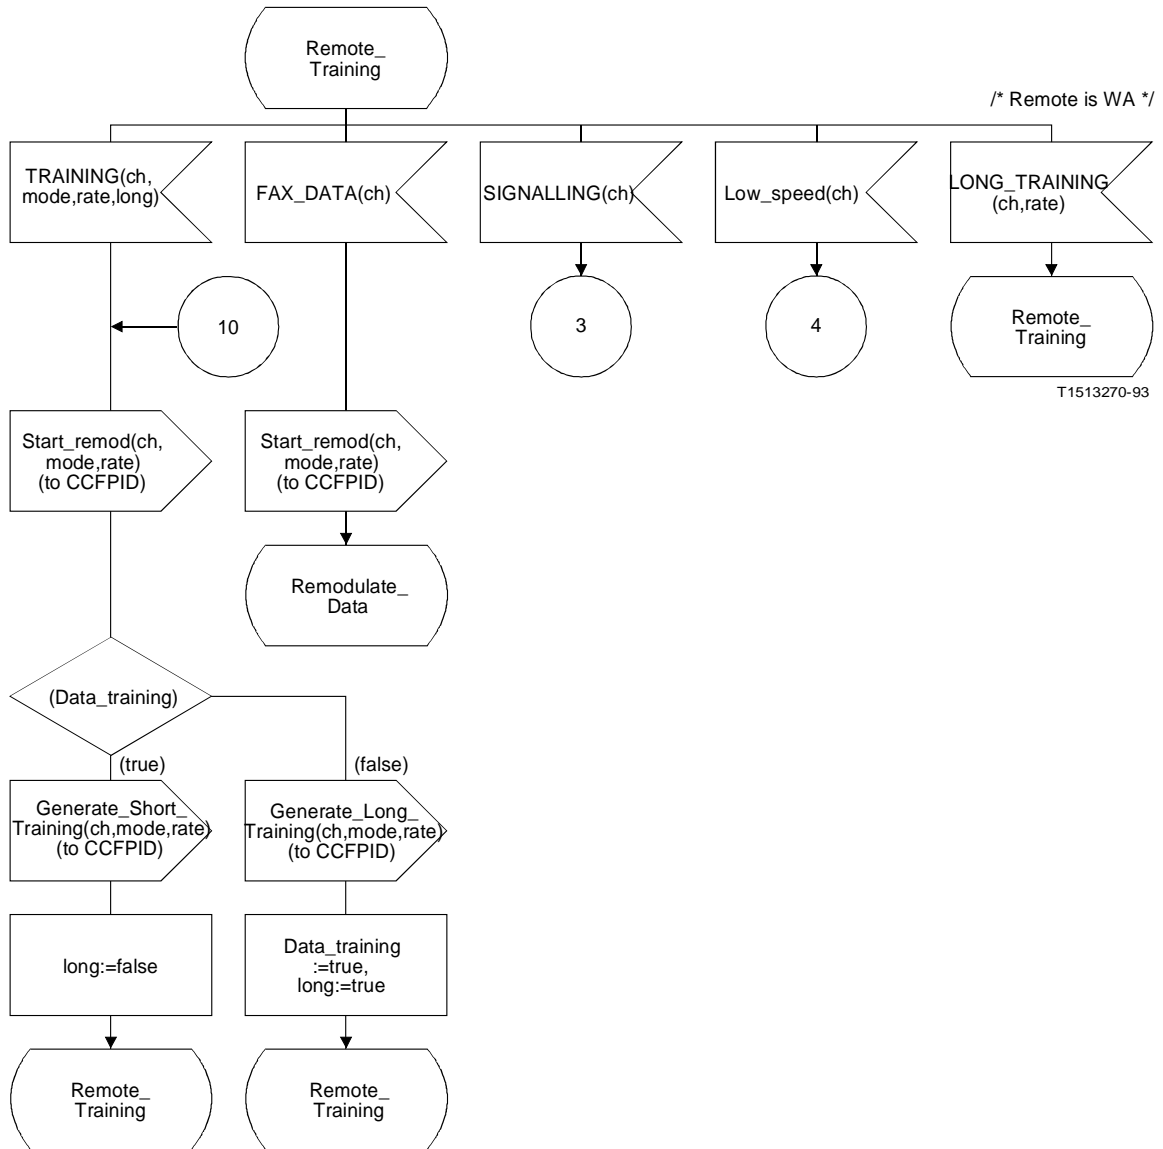 Remote_
Training
/* Remote is WA */
TRAINING(ch,
mode,rate,long)
FAX_DATA(ch)
SIGNALLING(ch)
Low_speed(ch)
LONG_TRAINING
(ch,rate)
10
3
4
Remote_
Training
T1513270-93
Start_remod(ch,
mode,rate)
(to CCFPID)
Start_remod(ch,
mode,rate)
(to CCFPID)
Remodulate_
Data
(Data_training)
(true)
(false)
Generate_Short_
Training(ch,mode,rate)
(to CCFPID)
Generate_Long_
Training(ch,mode,rate)
(to CCFPID)
long:=false
Data_training
:=true,
long:=true
Remote_
Training
Remote_
Training